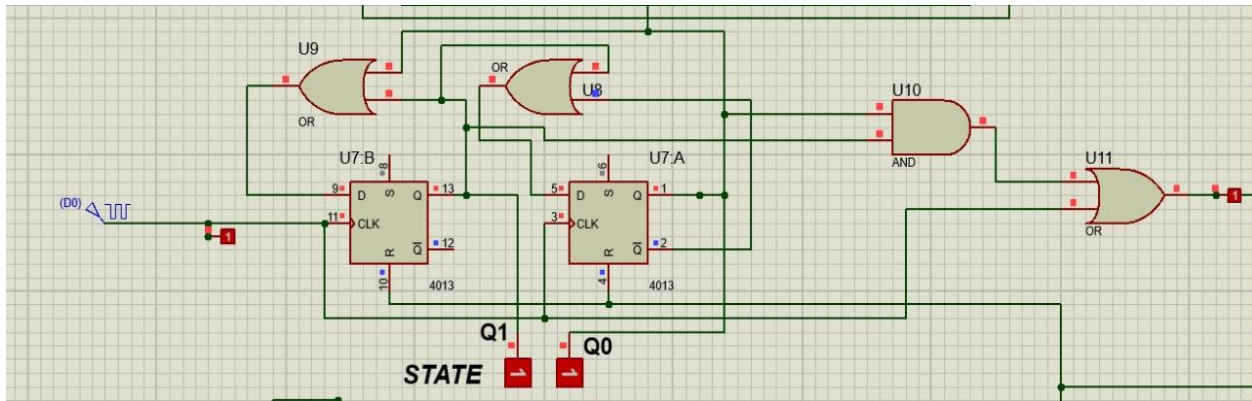 U9
OR
OR
U8
U10
AND
U11
OR
U7:B
8
9
D
S
Q
13
11
CLK
R
Q
12
10
4013
U7:A
6
5
D
S
Q
1
3
CLK
R
Q
2
4
4013
(D0)
1
1
Q1
Q0
STATE
1
1